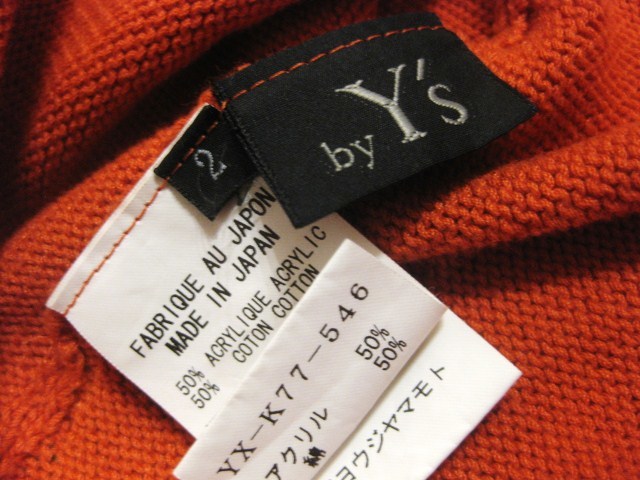 by Y's
2
FABRIQUE AU JAPON
MADE IN JAPAN
50% ACRYLIQUE ACRYLIC
50% COTON COTTON
YX-K77-546
アクリル 50%
綿 50%
ヨウジヤマモト